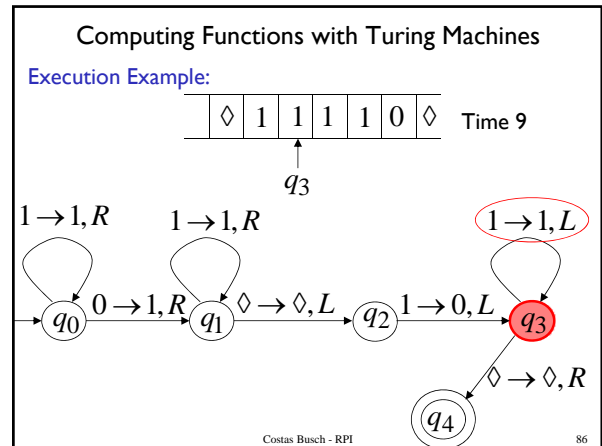 Computing Functions with Turing Machines
Execution Example:
◊ 1 1 1 1 0 ◊ Time 9
q3
1 → 1, R 1 → 1, R 1 → 1, L
q0 0 → 1, R q1 ◊ → ◊, L q2 1 → 0, L q3
◊ → ◊, R
q4
Costas Busch - RPI 86